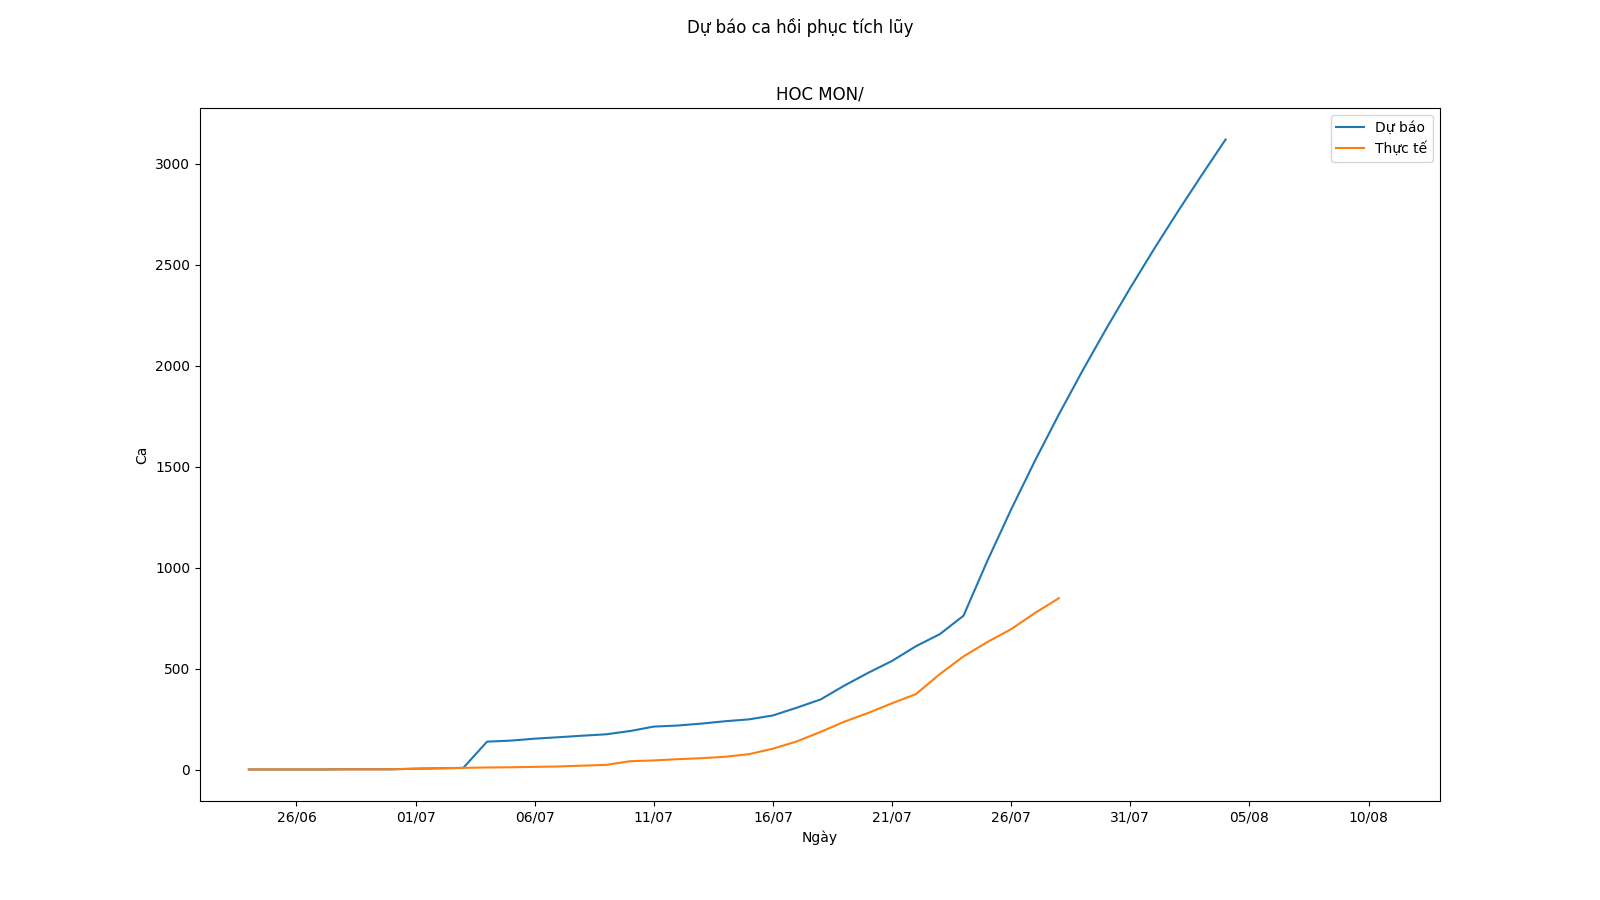 Dự báo ca hồi phục tích lũy
HOC MON/
Dự báo
Thực tế
3000
2500
2000
1500
1000
500
0
Ca
26/06
01/07
06/07
11/07
16/07
21/07
26/07
31/07
05/08
10/08
Ngày